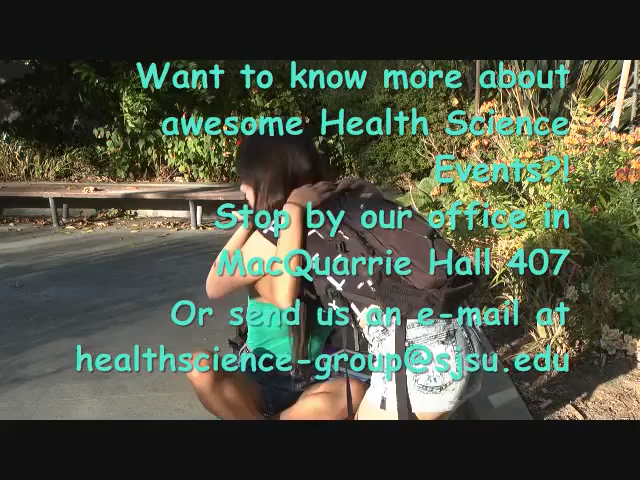 Want to know more about
awesome Health Science
Events?!
Stop by our office in
MacQuarrie Hall 407
Or send us an e-mail at
healthscience-group@sjsu.edu